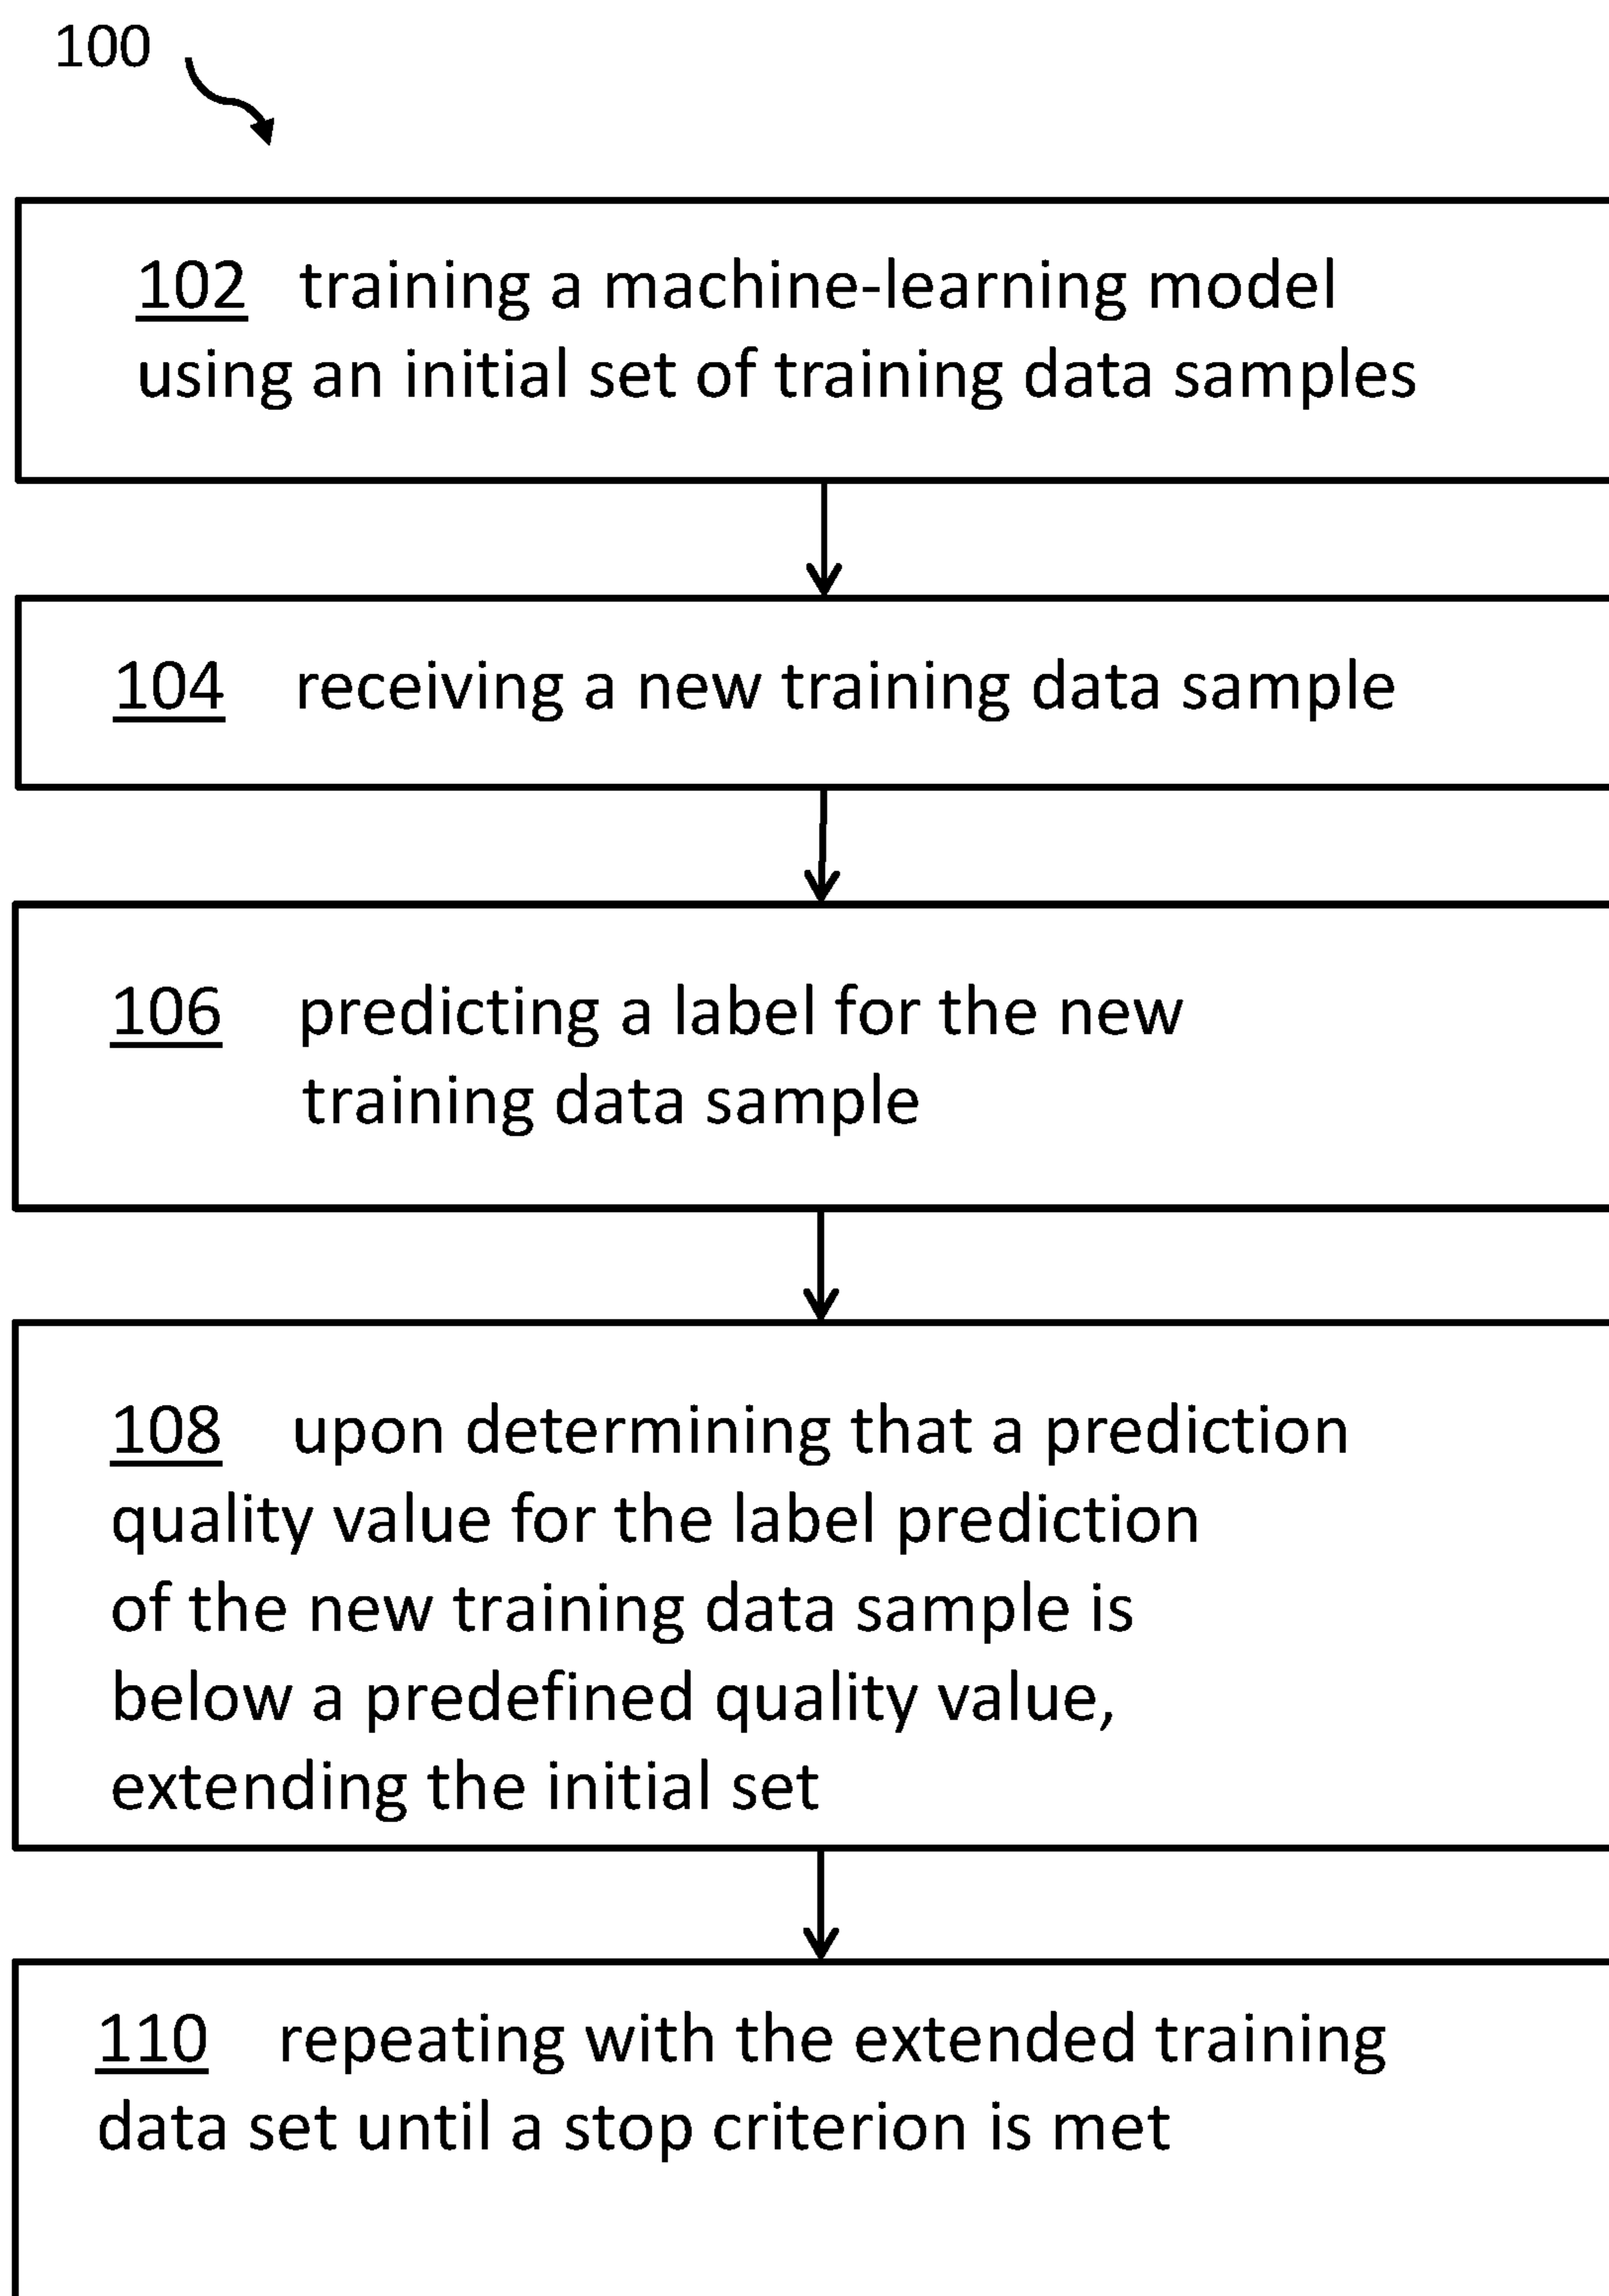 100
102 training a machine-learning model
using an initial set of training data samples
104 receiving a new training data sample
106 predicting a label for the new
training data sample
108 upon determining that a prediction
quality value for the label prediction
of the new training data sample is
below a predefined quality value,
extending the initial set
110 repeating with the extended training
data set until a stop criterion is met